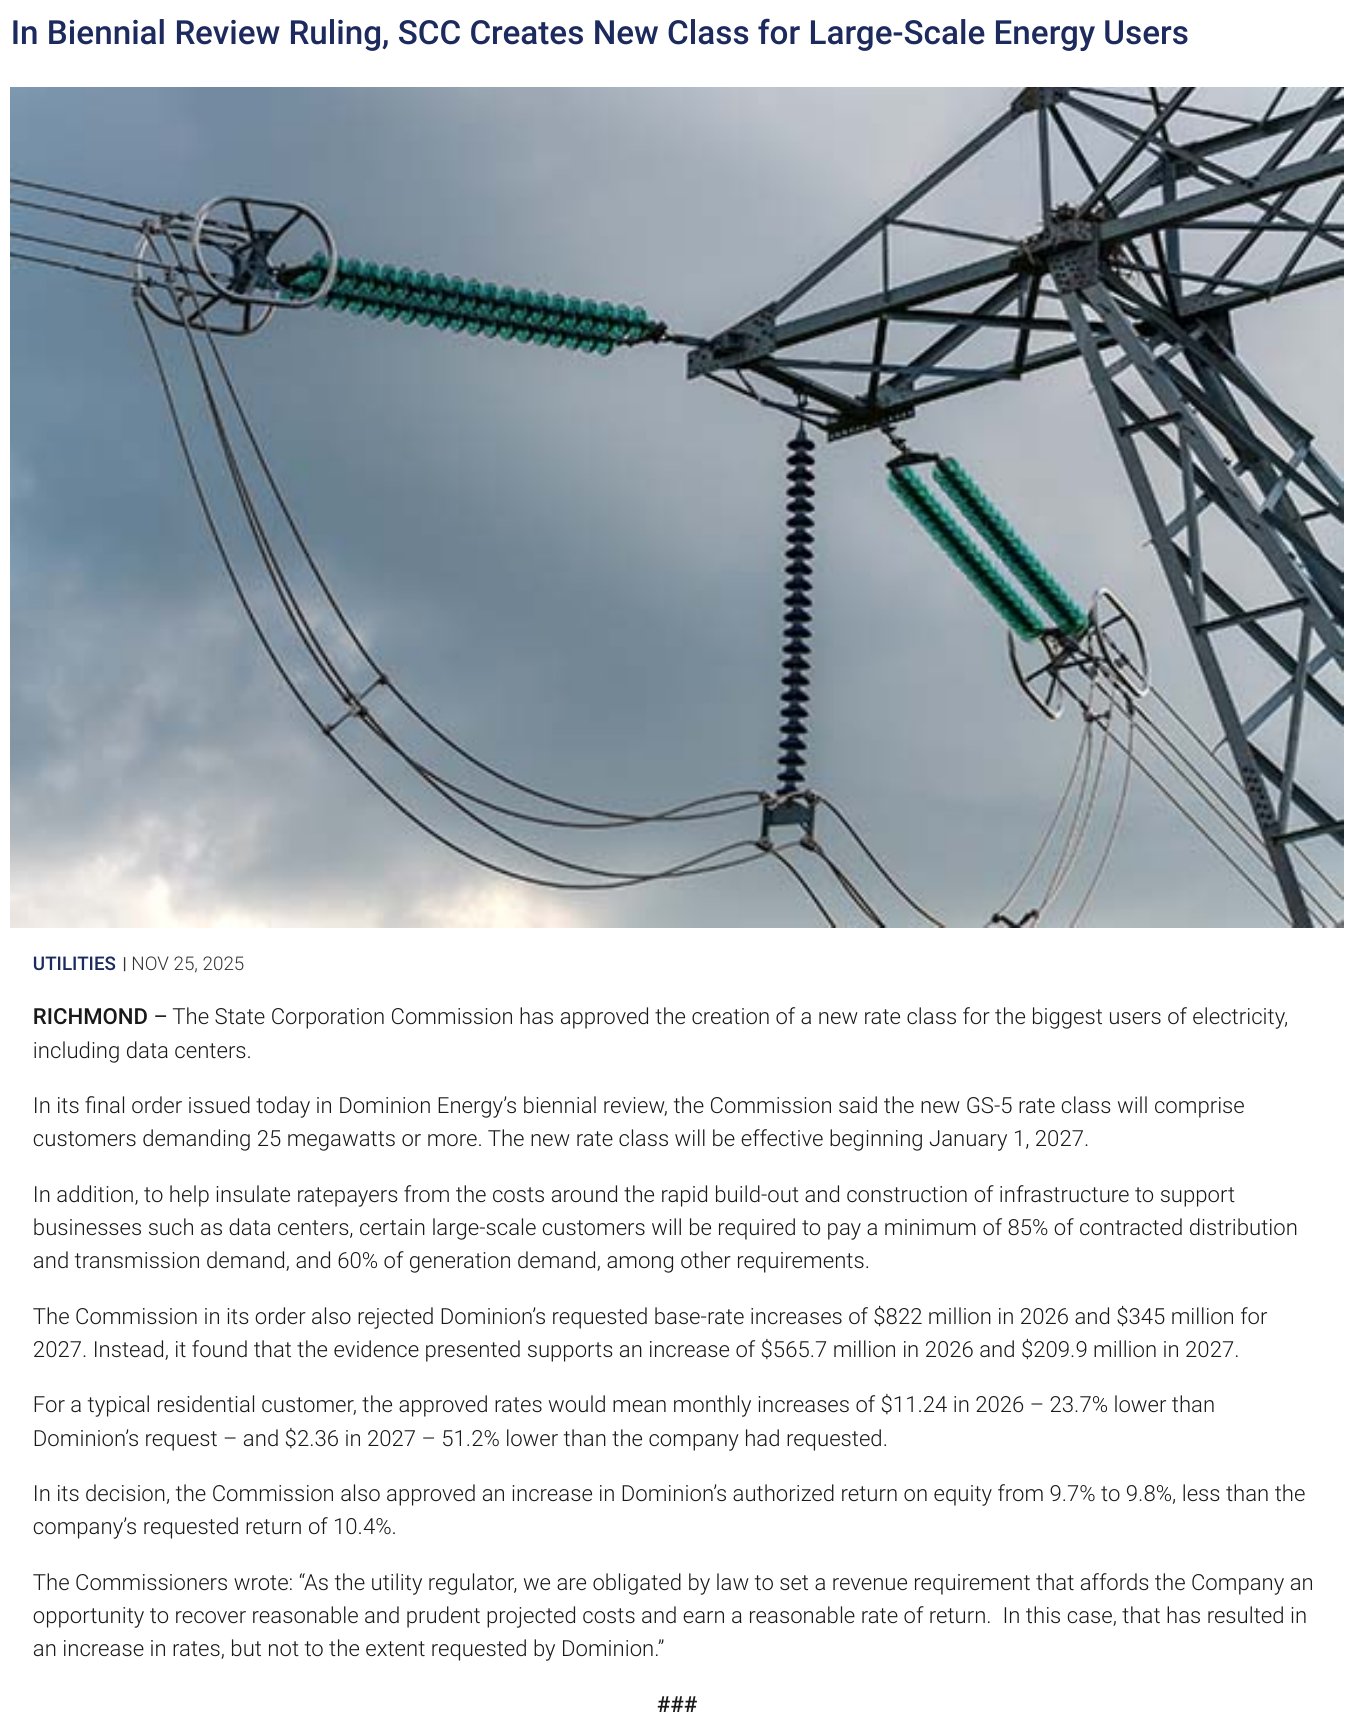 In Biennial Review Ruling, SCC Creates New Class for Large-Scale Energy Users
UTILITIES | NOV 25, 2025
RICHMOND – The State Corporation Commission has approved the creation of a new rate class for the biggest users of electricity,
including data centers.
In its final order issued today in Dominion Energy’s biennial review, the Commission said the new GS-5 rate class will comprise
customers demanding 25 megawatts or more. The new rate class will be effective beginning January 1, 2027.
In addition, to help insulate ratepayers from the costs around the rapid build-out and construction of infrastructure to support
businesses such as data centers, certain large-scale customers will be required to pay a minimum of 85% of contracted distribution
and transmission demand, and 60% of generation demand, among other requirements.
The Commission in its order also rejected Dominion’s requested base-rate increases of $822 million in 2026 and $345 million for
2027. Instead, it found that the evidence presented supports an increase of $565.7 million in 2026 and $209.9 million in 2027.
For a typical residential customer, the approved rates would mean monthly increases of $11.24 in 2026 – 23.7% lower than
Dominion’s request – and $2.36 in 2027 – 51.2% lower than the company had requested.
In its decision, the Commission also approved an increase in Dominion’s authorized return on equity from 9.7% to 9.8%, less than the
company’s requested return of 10.4%.
The Commissioners wrote: “As the utility regulator, we are obligated by law to set a revenue requirement that affords the Company an
opportunity to recover reasonable and prudent projected costs and earn a reasonable rate of return.  In this case, that has resulted in
an increase in rates, but not to the extent requested by Dominion.”
###